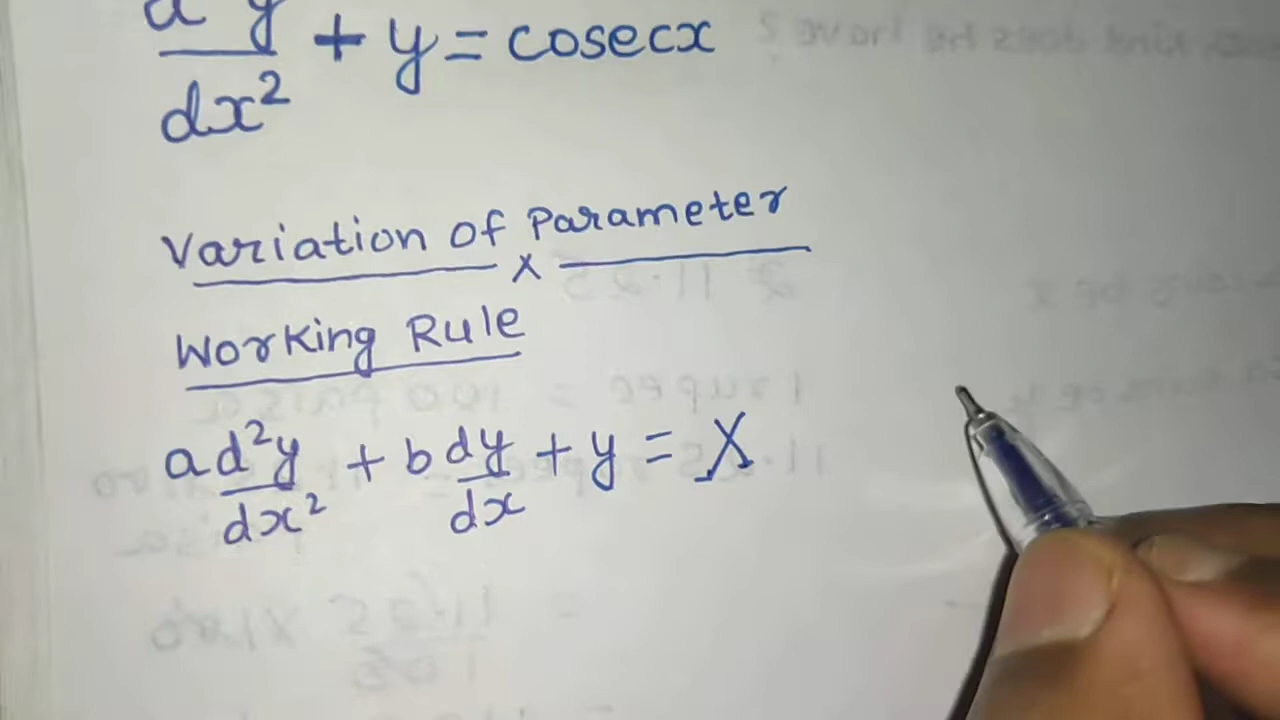 d²y/dx² + y = cosecx
Variation of Parameter
x
Working Rule
a d²y/dx² + b dy/dx + y = X